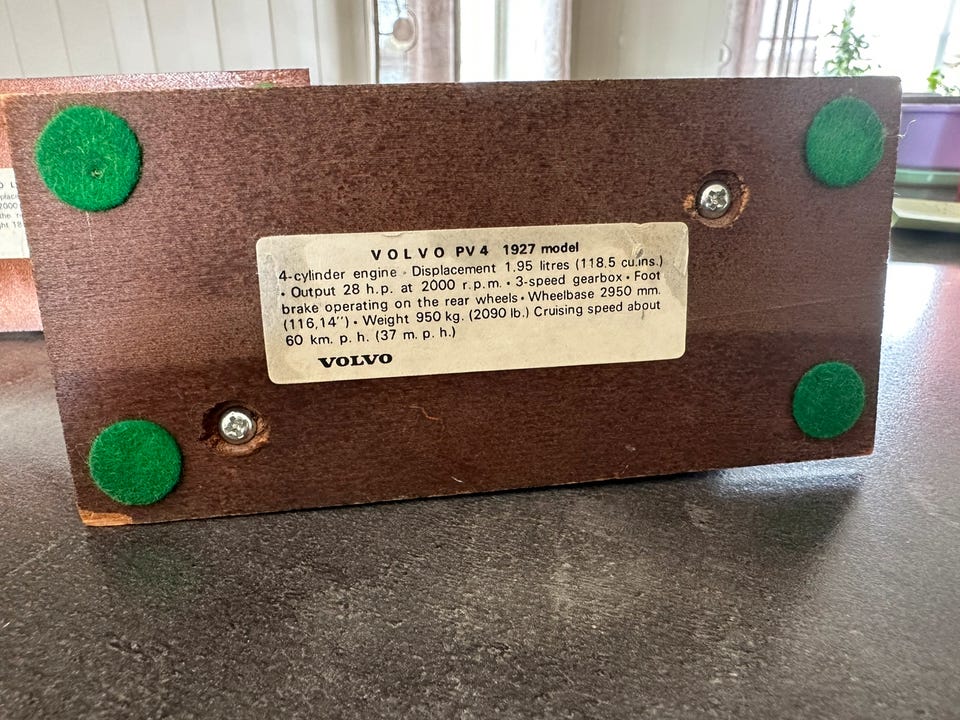 VOLVO PV4 1927 model
4-cylinder engine · Displacement 1,95 litres (118,5 cu.ins.)
· Output 28 h.p. at 2000 r.p.m. · 3-speed gearbox · Foot
brake operating on the rear wheels · Wheelbase 2950 mm.
(116,14'') · Weight 950 kg. (2090 lb.) Cruising speed about
60 km. p. h. (37 m. p. h.)
VOLVO
2000
the